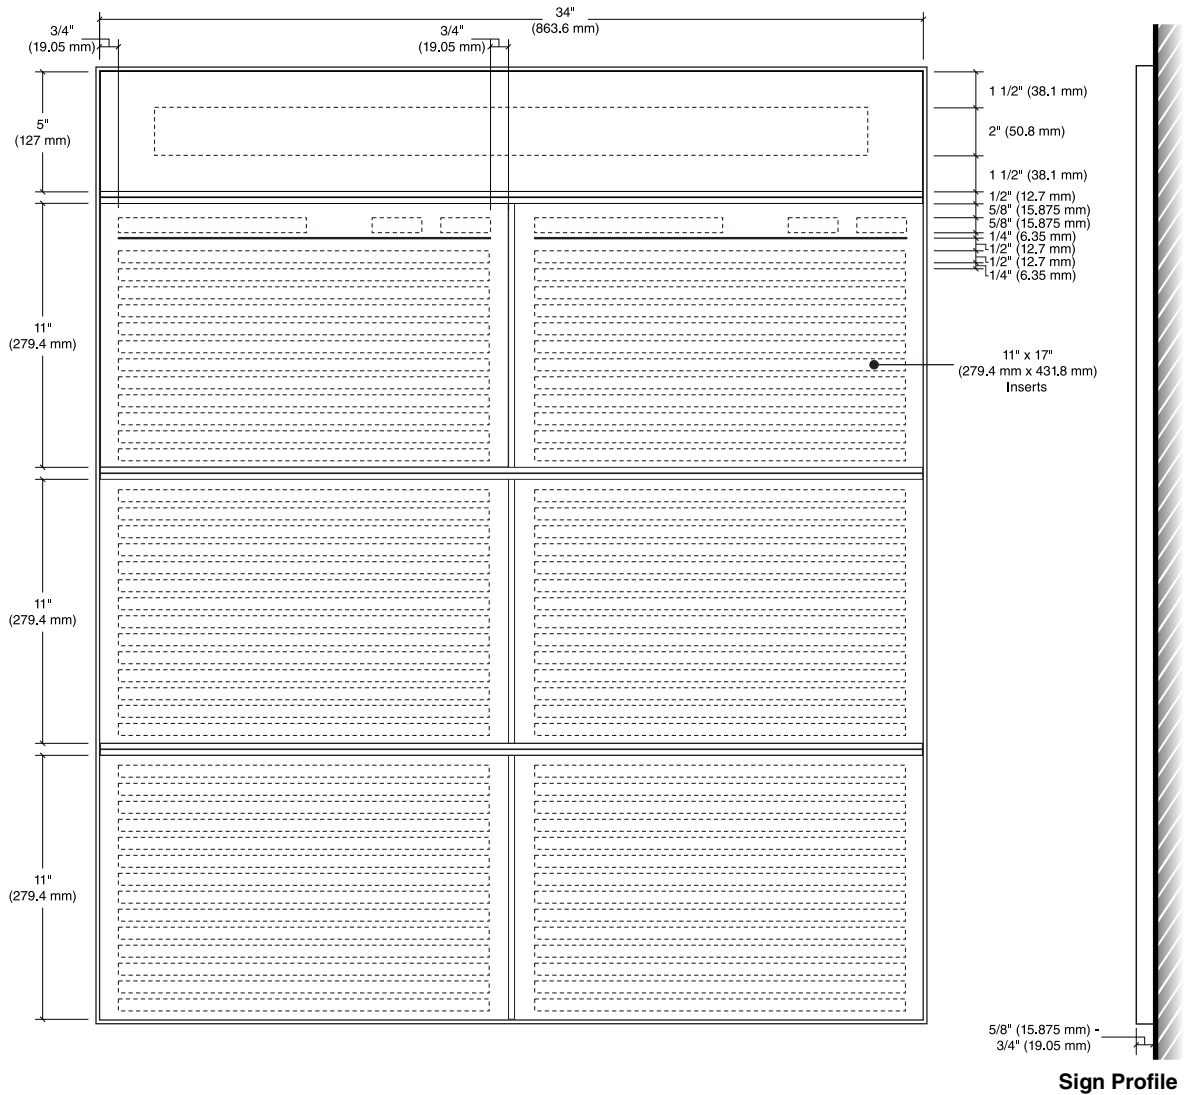 34"
(863.6 mm)
3/4"
(19.05 mm)
3/4"
(19.05 mm)
5"
(127 mm)
1 1/2" (38.1 mm)
2" (50.8 mm)
1 1/2" (38.1 mm)
1/2" (12.7 mm)
5/8" (15.875 mm)
5/8" (15.875 mm)
1/4" (6.35 mm)
1/2" (12.7 mm)
1/2" (12.7 mm)
1/4" (6.35 mm)
11"
(279.4 mm)
11" x 17"
(279.4 mm x 431.8 mm)
Inserts
11"
(279.4 mm)
11"
(279.4 mm)
5/8" (15.875 mm) -
3/4" (19.05 mm)
Sign Profile